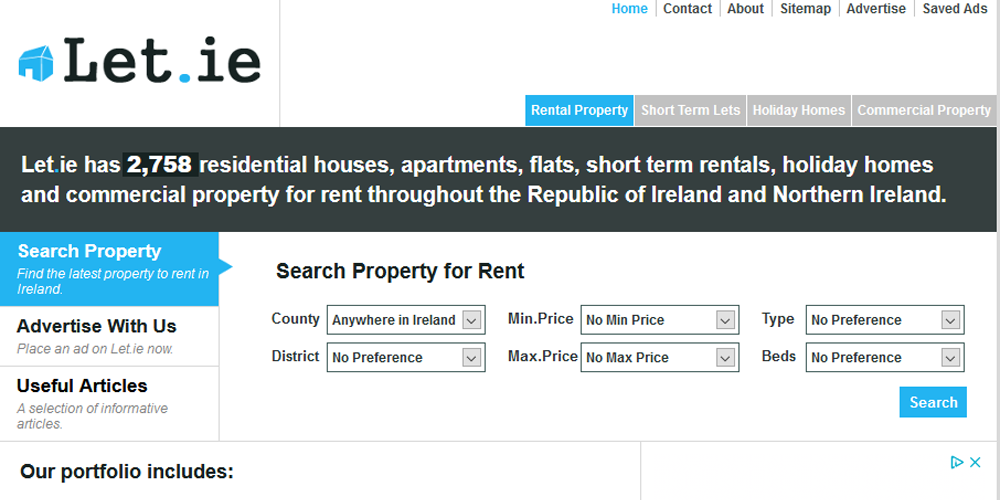 Home Contact About Sitemap Advertise Saved Ads
Let.ie
Rental Property Short Term Lets Holiday Homes Commercial Property
Let.ie has 2,758 residential houses, apartments, flats, short term rentals, holiday homes
and commercial property for rent throughout the Republic of Ireland and Northern Ireland.
Search Property
Find the latest property to rent in
Ireland.
Advertise With Us
Place an ad on Let.ie now.
Useful Articles
A selection of informative
articles.
Search Property for Rent
County Anywhere in Ireland Min.Price No Min Price Type No Preference
District No Preference Max.Price No Max Price Beds No Preference
Search
Our portfolio includes: